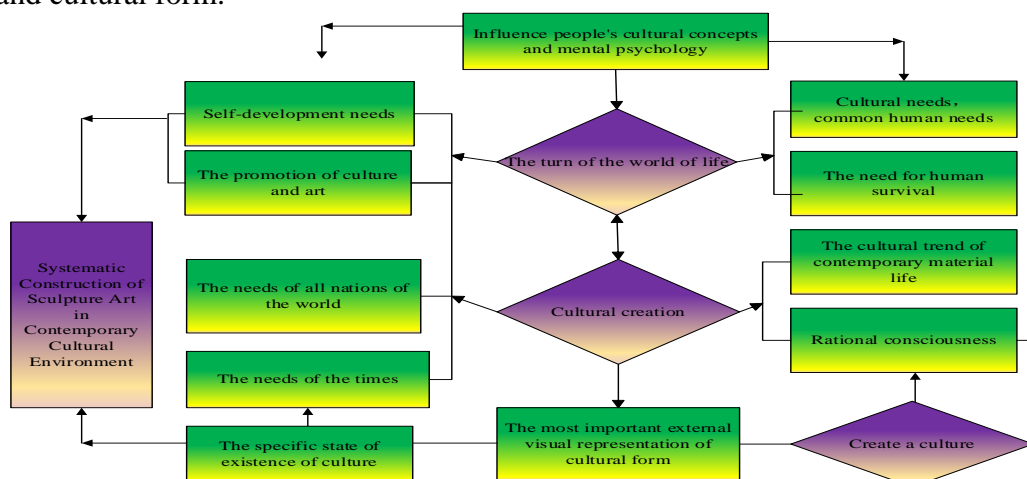 and cultural form.
Influence people's cultural concepts
and mental psychology
Self-development needs
Cultural needs,
common human needs
The turn of the world of life
The promotion of culture
and art
The need for human
survival
Systematic
Construction of
Sculpture Art
in
Contemporary
Cultural
Environment
The needs of all nations of
the world
Cultural creation
The cultural trend of
contemporary material
life
Rational consciousness
The needs of the times
The specific state of
existence of culture
The most important external
visual representation of
cultural form
Create a culture